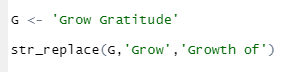 G <- 'Grow Gratitude'
str_replace(G,'Grow','Growth of')